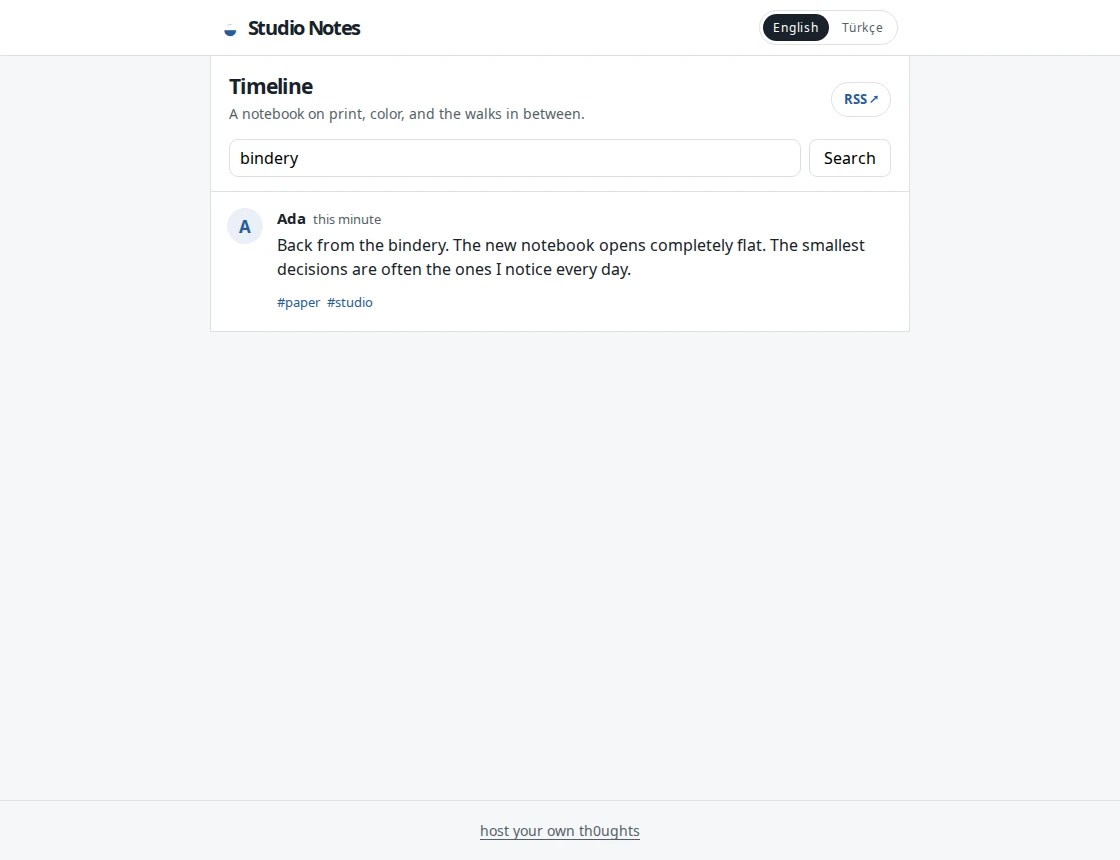 Studio Notes
English
Türkçe
Timeline
A notebook on print, color, and the walks in between.
RSS↗
bindery
Search
A
Ada this minute
Back from the bindery. The new notebook opens completely flat. The smallest
decisions are often the ones I notice every day.
#paper #studio
host your own th0ughts